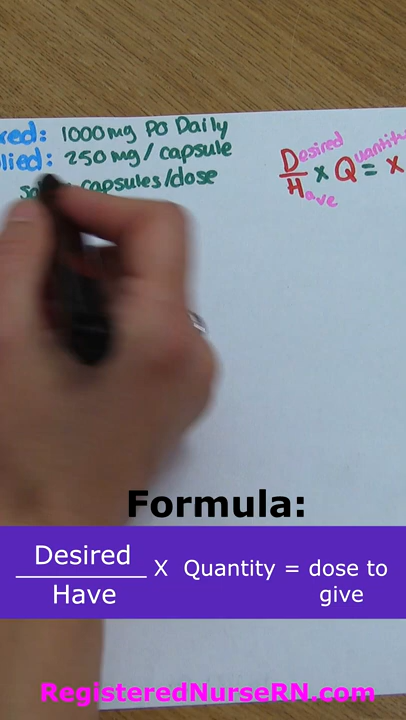 red: 1000mg PO Daily
lied: 250 mg/capsule
capsules/dose
Desired
Have
x Quantity = x
Formula:
Desired
Have
X Quantity = dose to
give
RegisteredNurseRN.com